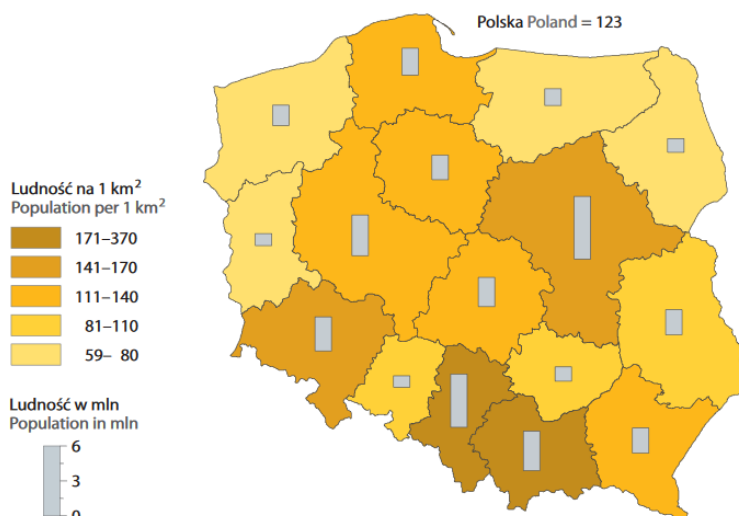 Polska Poland = 123
Ludność na 1 km²
Population per 1 km²
171–370
141–170
111–140
81–110
59– 80
Ludność w mln
Population in mln
6
3
0